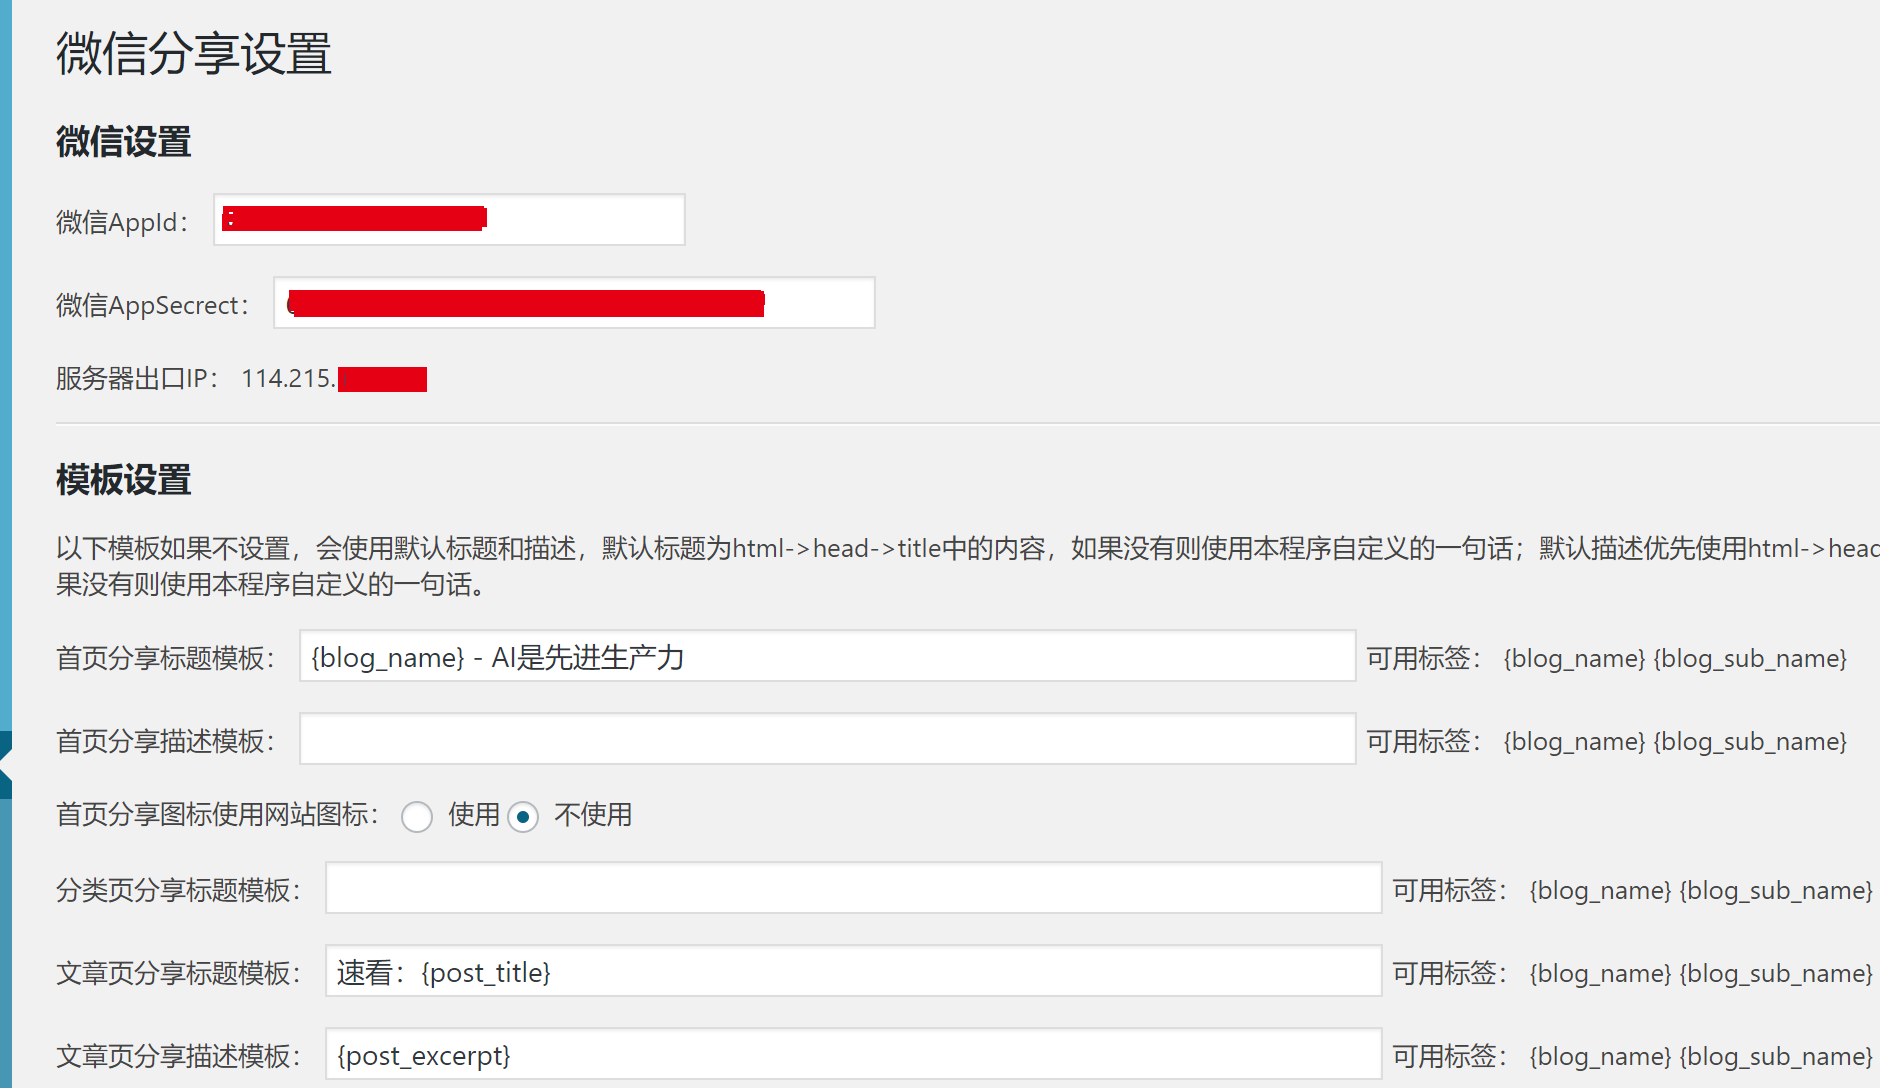 微信分享设置
微信设置
微信AppId：
微信AppSecrect：
服务器出口IP： 114.215.
模板设置
以下模板如果不设置，会使用默认标题和描述，默认标题为html->head->title中的内容，如果没有则使用本程序自定义的一句话；默认描述优先使用html->head
果没有则使用本程序自定义的一句话。
首页分享标题模板： {blog_name} - AI是先进生产力 可用标签： {blog_name} {blog_sub_name}
首页分享描述模板： 可用标签： {blog_name} {blog_sub_name}
首页分享图标使用网站图标： 使用 不使用
分类页分享标题模板： 可用标签： {blog_name} {blog_sub_name}
文章页分享标题模板： 速看：{post_title} 可用标签： {blog_name} {blog_sub_name}
文章页分享描述模板： {post_excerpt} 可用标签： {blog_name} {blog_sub_name}